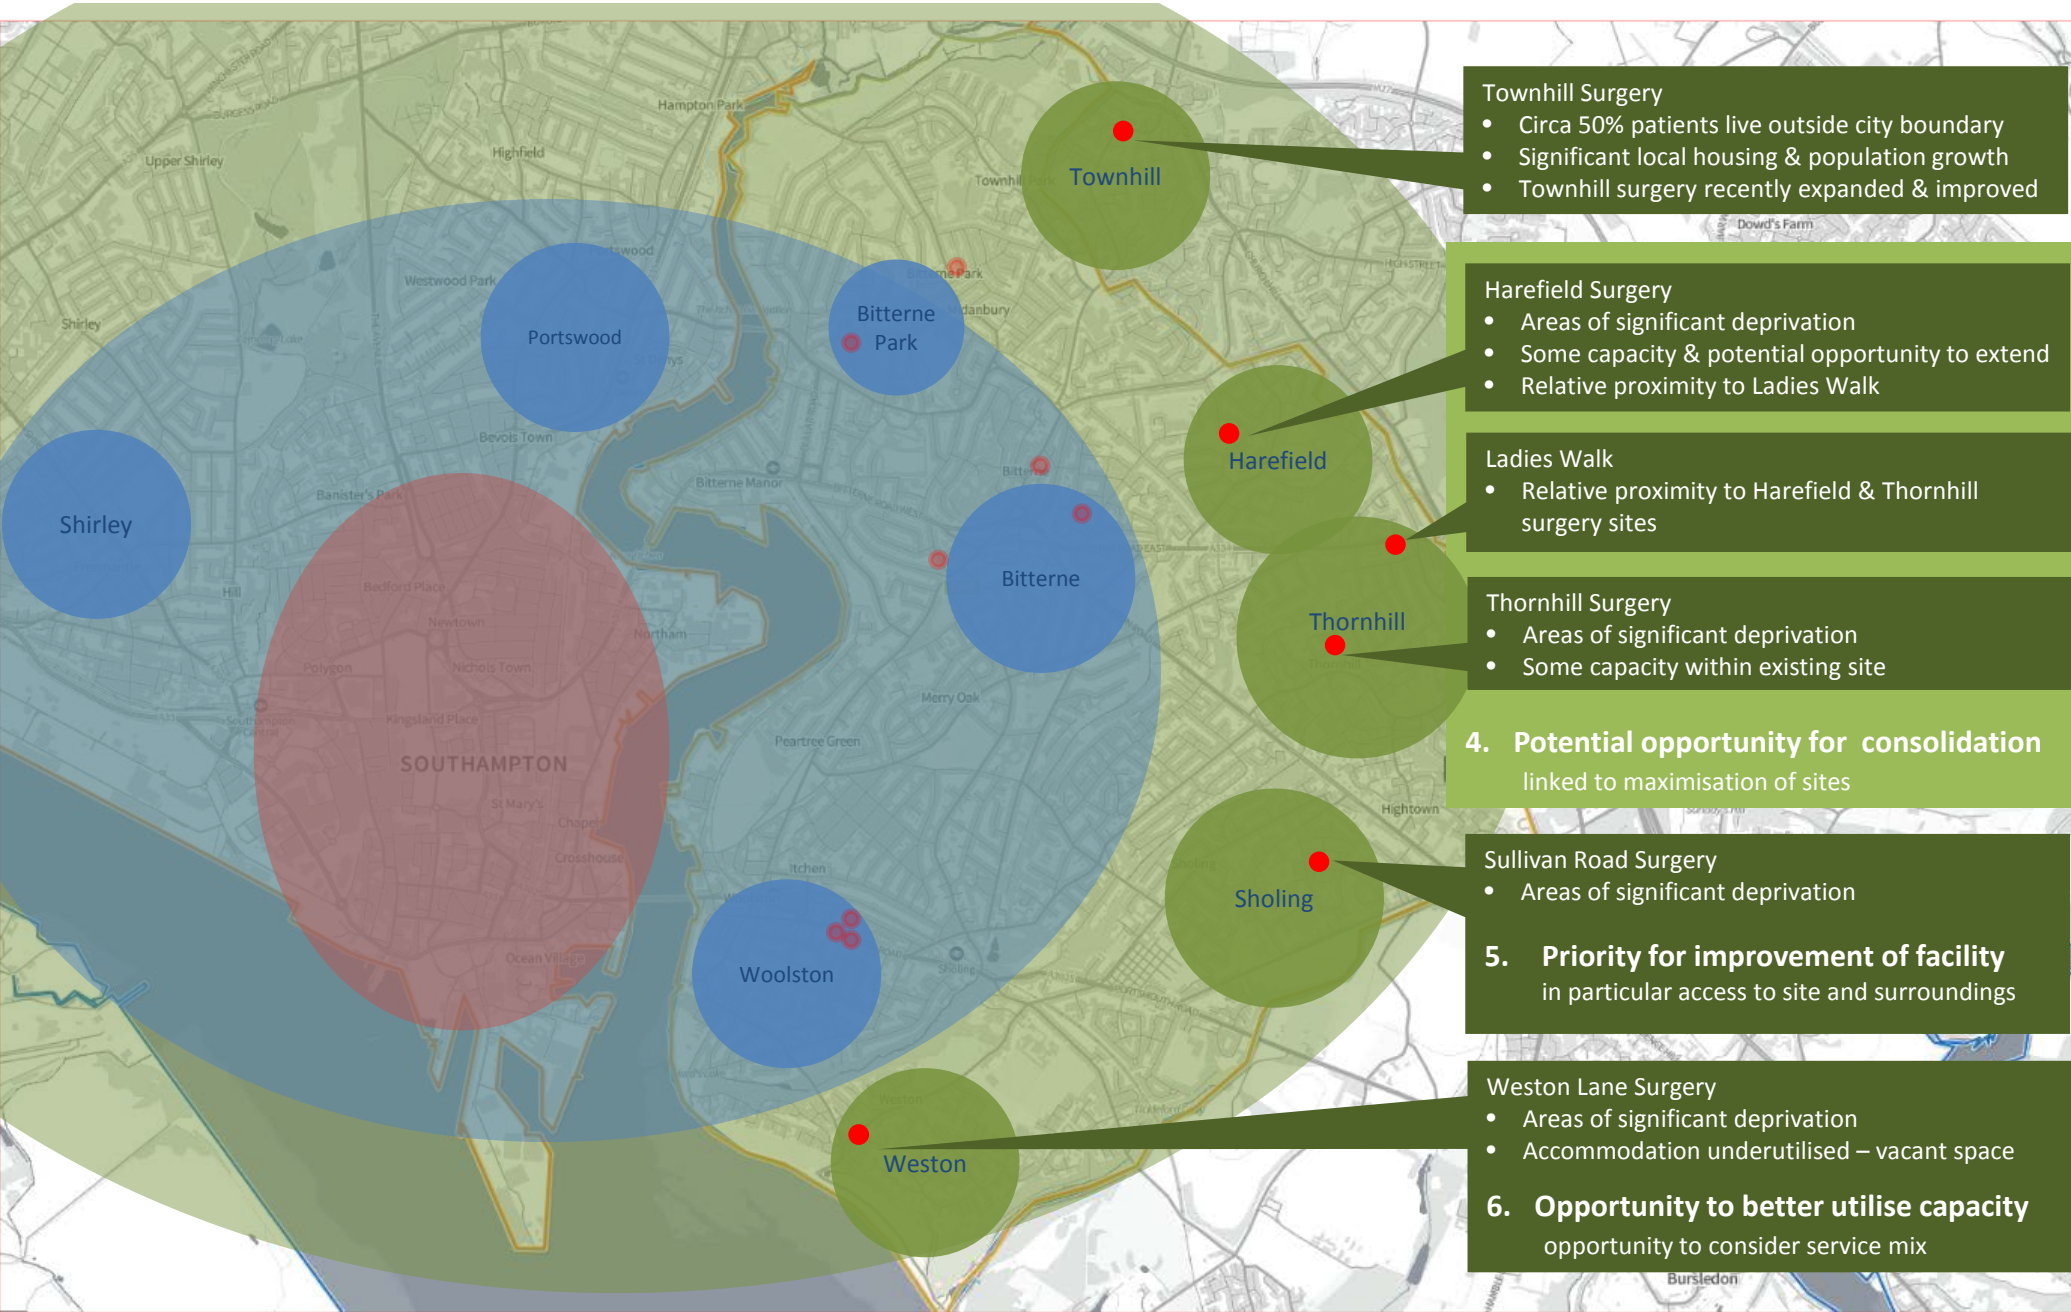 Townhill Surgery
• Circa 50% patients live outside city boundary
• Significant local housing & population growth
• Townhill surgery recently expanded & improved
Dowd's Farm
Harefield Surgery
• Areas of significant deprivation
• Some capacity & potential opportunity to extend
• Relative proximity to Ladies Walk
Ladies Walk
• Relative proximity to Harefield & Thornhill
surgery sites
Thornhill Surgery
• Areas of significant deprivation
• Some capacity within existing site
4. Potential opportunity for consolidation
linked to maximisation of sites
Sullivan Road Surgery
• Areas of significant deprivation
5. Priority for improvement of facility
in particular access to site and surroundings
Weston Lane Surgery
• Areas of significant deprivation
• Accommodation underutilised – vacant space
6. Opportunity to better utilise capacity
opportunity to consider service mix
Bursledon
Hampton Park
Upper Shirley
Highfield
Townhill
Westwood Park
Portswood
Bitterne
Park
Shirley
Harefield
Bevois Town
Banister's Park
Bitterne Manor
Shirley
Bitterne
Thornhill
Hill
Bedford Place
Newtown
Northam
Polygon
Nichols Town
Merry Oak
Kingsland Place
Peartree Green
SOUTHAMPTON
St Mary's
Chapel
Crosshouse
Hightown
Itchen
Sholing
Sholing
Ocean Village
Woolston
Weston
Weston